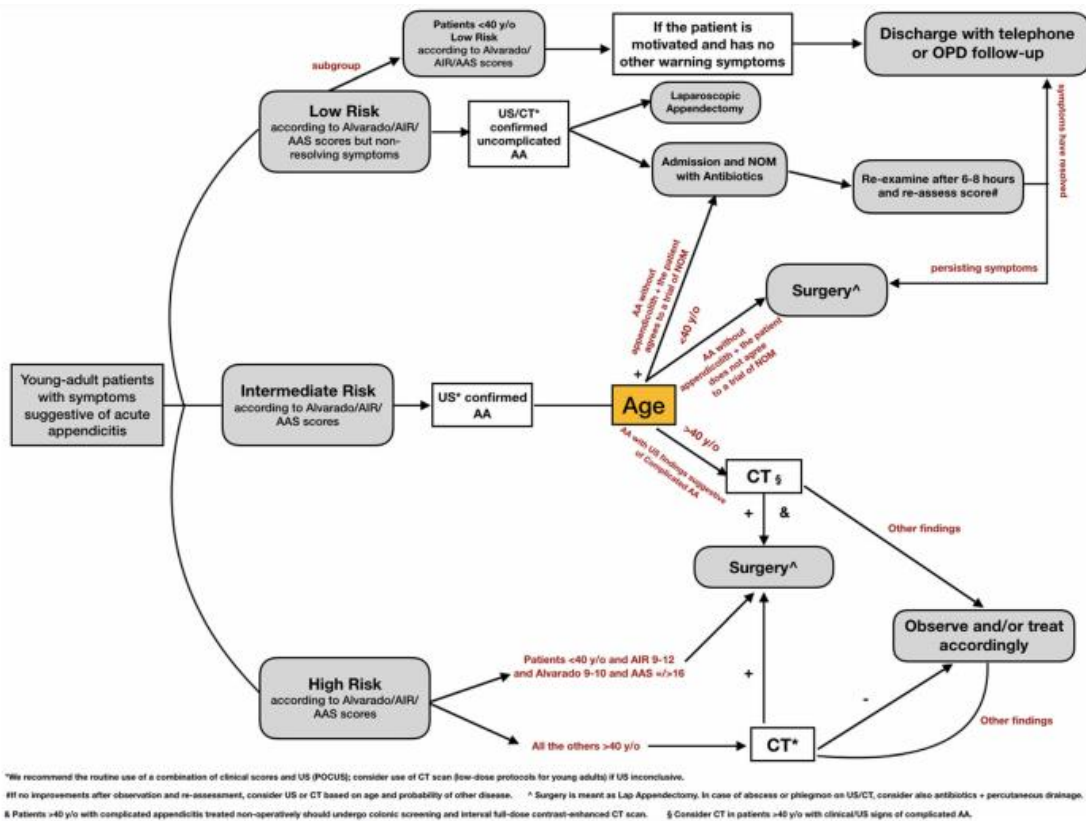 Patients <40 y/o
Low Risk
according to Alvarado/
AIR/AAS scores
If the patient is
motivated and has no
other warning symptoms
Discharge with telephone
or OPD follow-up
subgroup
Low Risk
according to Alvarado/AIR/
AAS scores but non-
resolving symptoms
US/CT*
confirmed
uncomplicated
AA
Laparoscopic
Appendectomy
Admission and NOM
with Antibiotics
Re-examine after 6-8 hours
and re-assess score#
symptoms have resolved
persisting symptoms
Surgery^
AA without
appendicolith + the patient
agrees to a trial of NOM
<40 y/o
AA without
appendicolith + the patient
does not agree
to a trial of NOM
+
Young-adult patients
with symptoms
suggestive of acute
appendicitis
Intermediate Risk
according to Alvarado/AIR/
AAS scores
US* confirmed
AA
Age
>40 y/o
AA with US findings suggestive
of Complicated AA
CT §
+ &
Other findings
Surgery^
Observe and/or treat
accordingly
High Risk
according to Alvarado/AIR/
AAS scores
Patients <40 y/o and AIR 9-12
and Alvarado 9-10 and AAS =/>16
+
-
Other findings
All the others >40 y/o
CT*
*We recommend the routine use of a combination of clinical scores and US (POCUS); consider use of CT scan (low-dose protocols for young adults) if US inconclusive.
#If no improvements after observation and re-assessment, consider US or CT based on age and probability of other disease. ^ Surgery is meant as Lap Appendectomy. In case of abscess or phlegmon on US/CT, consider also antibiotics + percutaneous drainage.
& Patients >40 y/o with complicated appendicitis treated non-operatively should undergo colonic screening and interval full-dose contrast-enhanced CT scan. § Consider CT in patients >40 y/o with clinical/US signs of complicated AA.